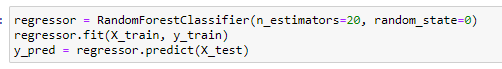 : regressor = RandomForestClassifier(n_estimators=20, random_state=0)
regressor.fit(X_train, y_train)
y_pred = regressor.predict(X_test)